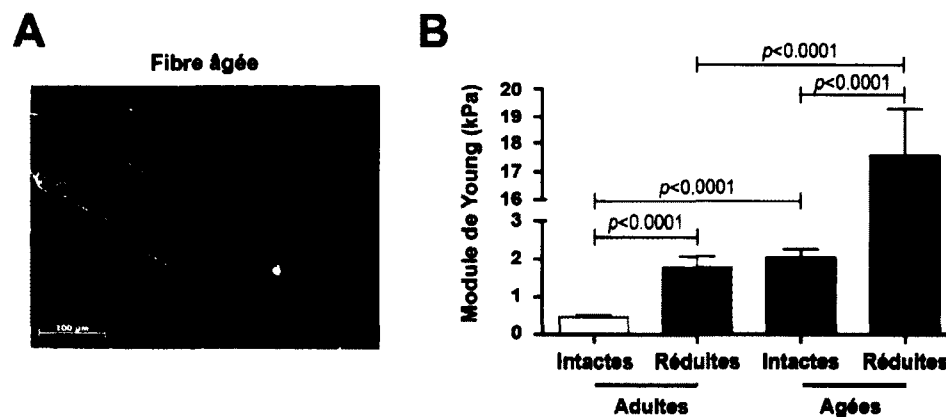 A
Fibre âgée
100 µm
B
Module de Young (kPa)
20
19
18
17
16
3
2
1
0
p<0.0001
p<0.0001
p<0.0001
p<0.0001
Intactes Réduites Intactes Réduites
Adultes Agées